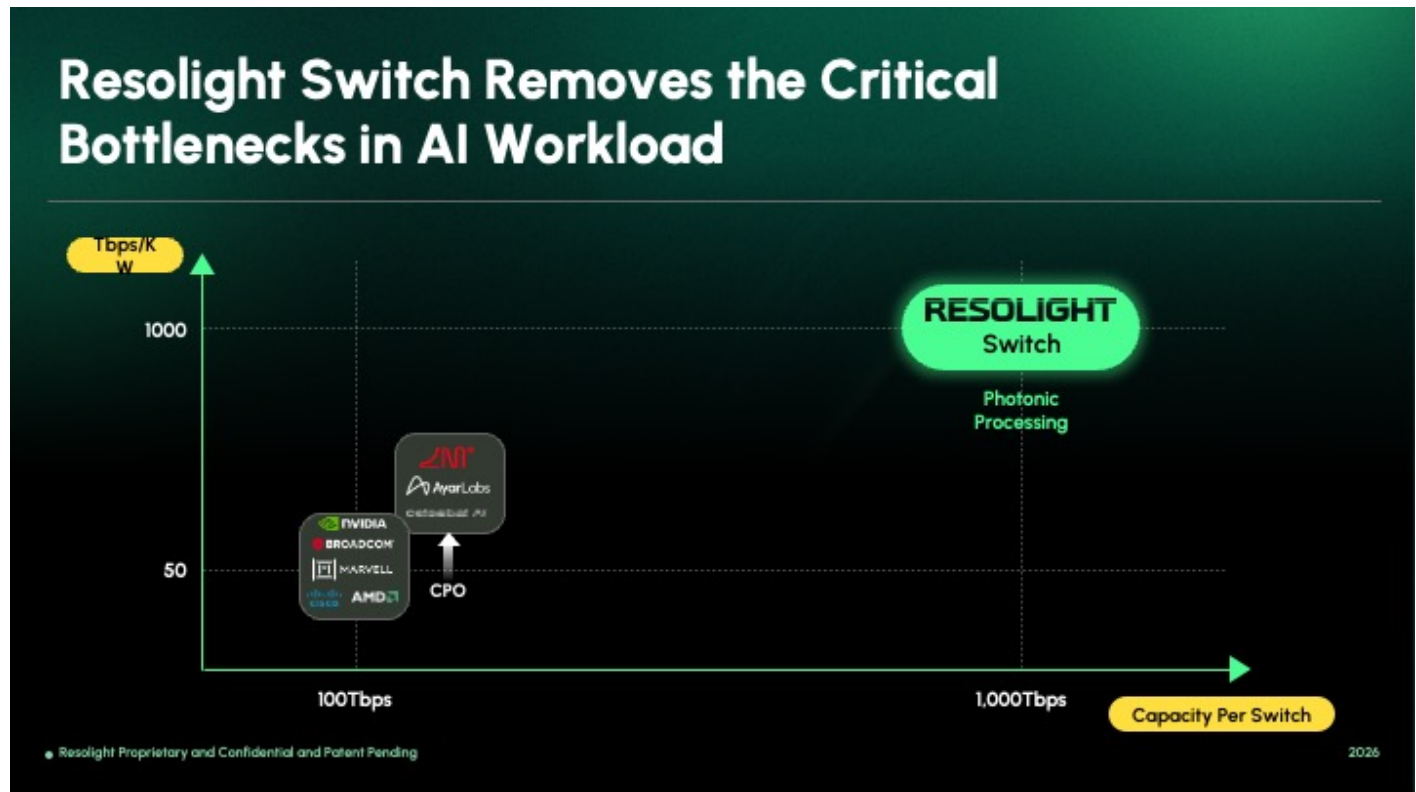 Resolight Switch Removes the Critical
Bottlenecks in AI Workload
Tbps/K
W
1000
RESOLIGHT
Switch
Photonic
Processing
AyarLabs
NVIDIA
BROADCOM
MARVELL
CISCO AMD
50
CPO
100Tbps
1,000Tbps
Capacity Per Switch
Resolight Proprietary and Confidential and Patent Pending
2026